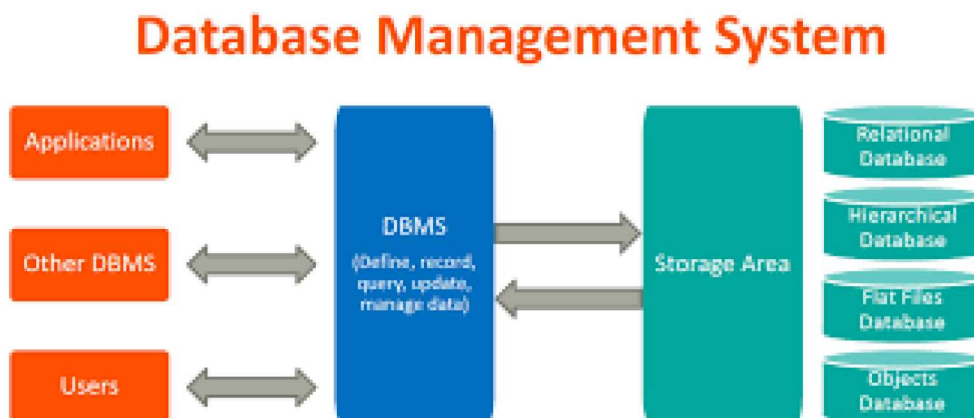 Database Management System
Applications
Other DBMS
Users
DBMS
(Define, record,
query, update,
manage data)
Storage Area
Relational
Database
Hierarchical
Database
Flat Files
Database
Objects
Database